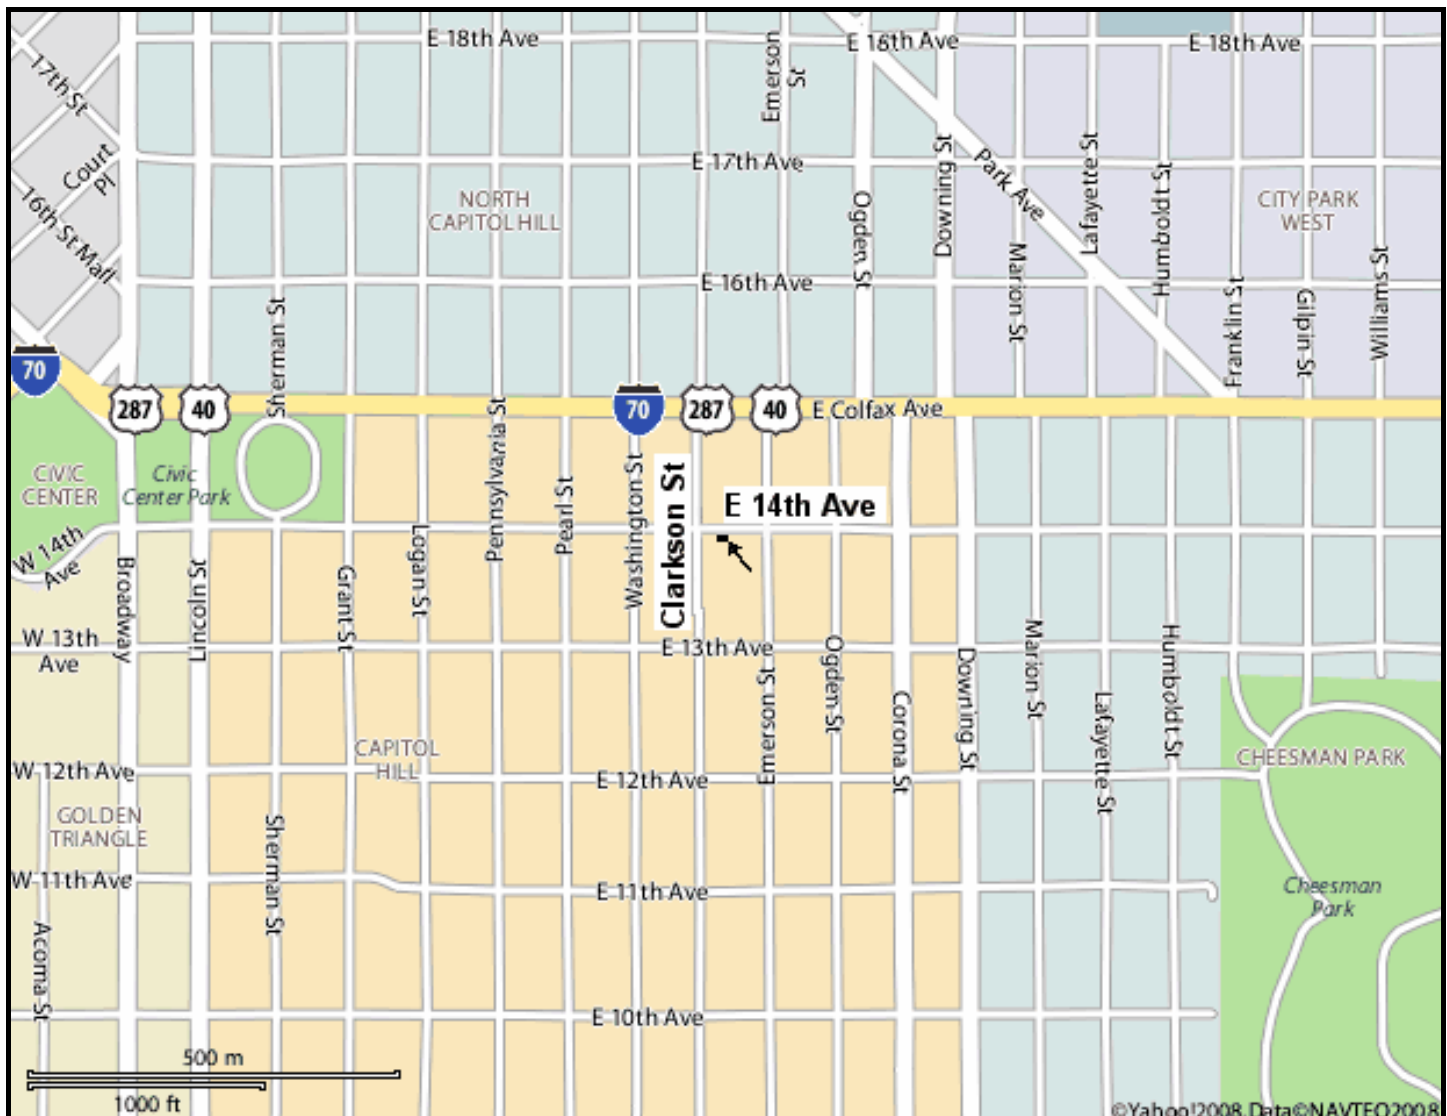 E 18th Ave
E 16th Ave
E 18th Ave
Emerson
St
17th St
Court
Pl
16th St Mall
E 17th Ave
Downing St
Park Ave
Lafayette St
Humboldt St
NORTH
CAPITOL HILL
Ogden St
CITY PARK
WEST
E 16th Ave
Marion St
Franklin St
Gilpin St
Williams St
Sherman St
70
287
40
70
287
40
E Colfax Ave
CIVIC
CENTER
Civic
Center Park
Pennsylvania St
Pearl St
Washington St
Clarkson St
E 14th Ave
W 14th
Ave
Broadway
Lincoln St
Grant St
Logan St
W 13th
Ave
E 13th Ave
Emerson St
Ogden St
Corona St
Downing St
Marion St
Lafayette St
Humboldt St
CAPITOL
HILL
CHEESMAN PARK
W 12th Ave
E 12th Ave
GOLDEN
TRIANGLE
Sherman St
W 11th Ave
E 11th Ave
Cheesman
Park
Acoma St
E 10th Ave
500 m
1000 ft
©Yahoo!2008, Data©NAVTEQ2008